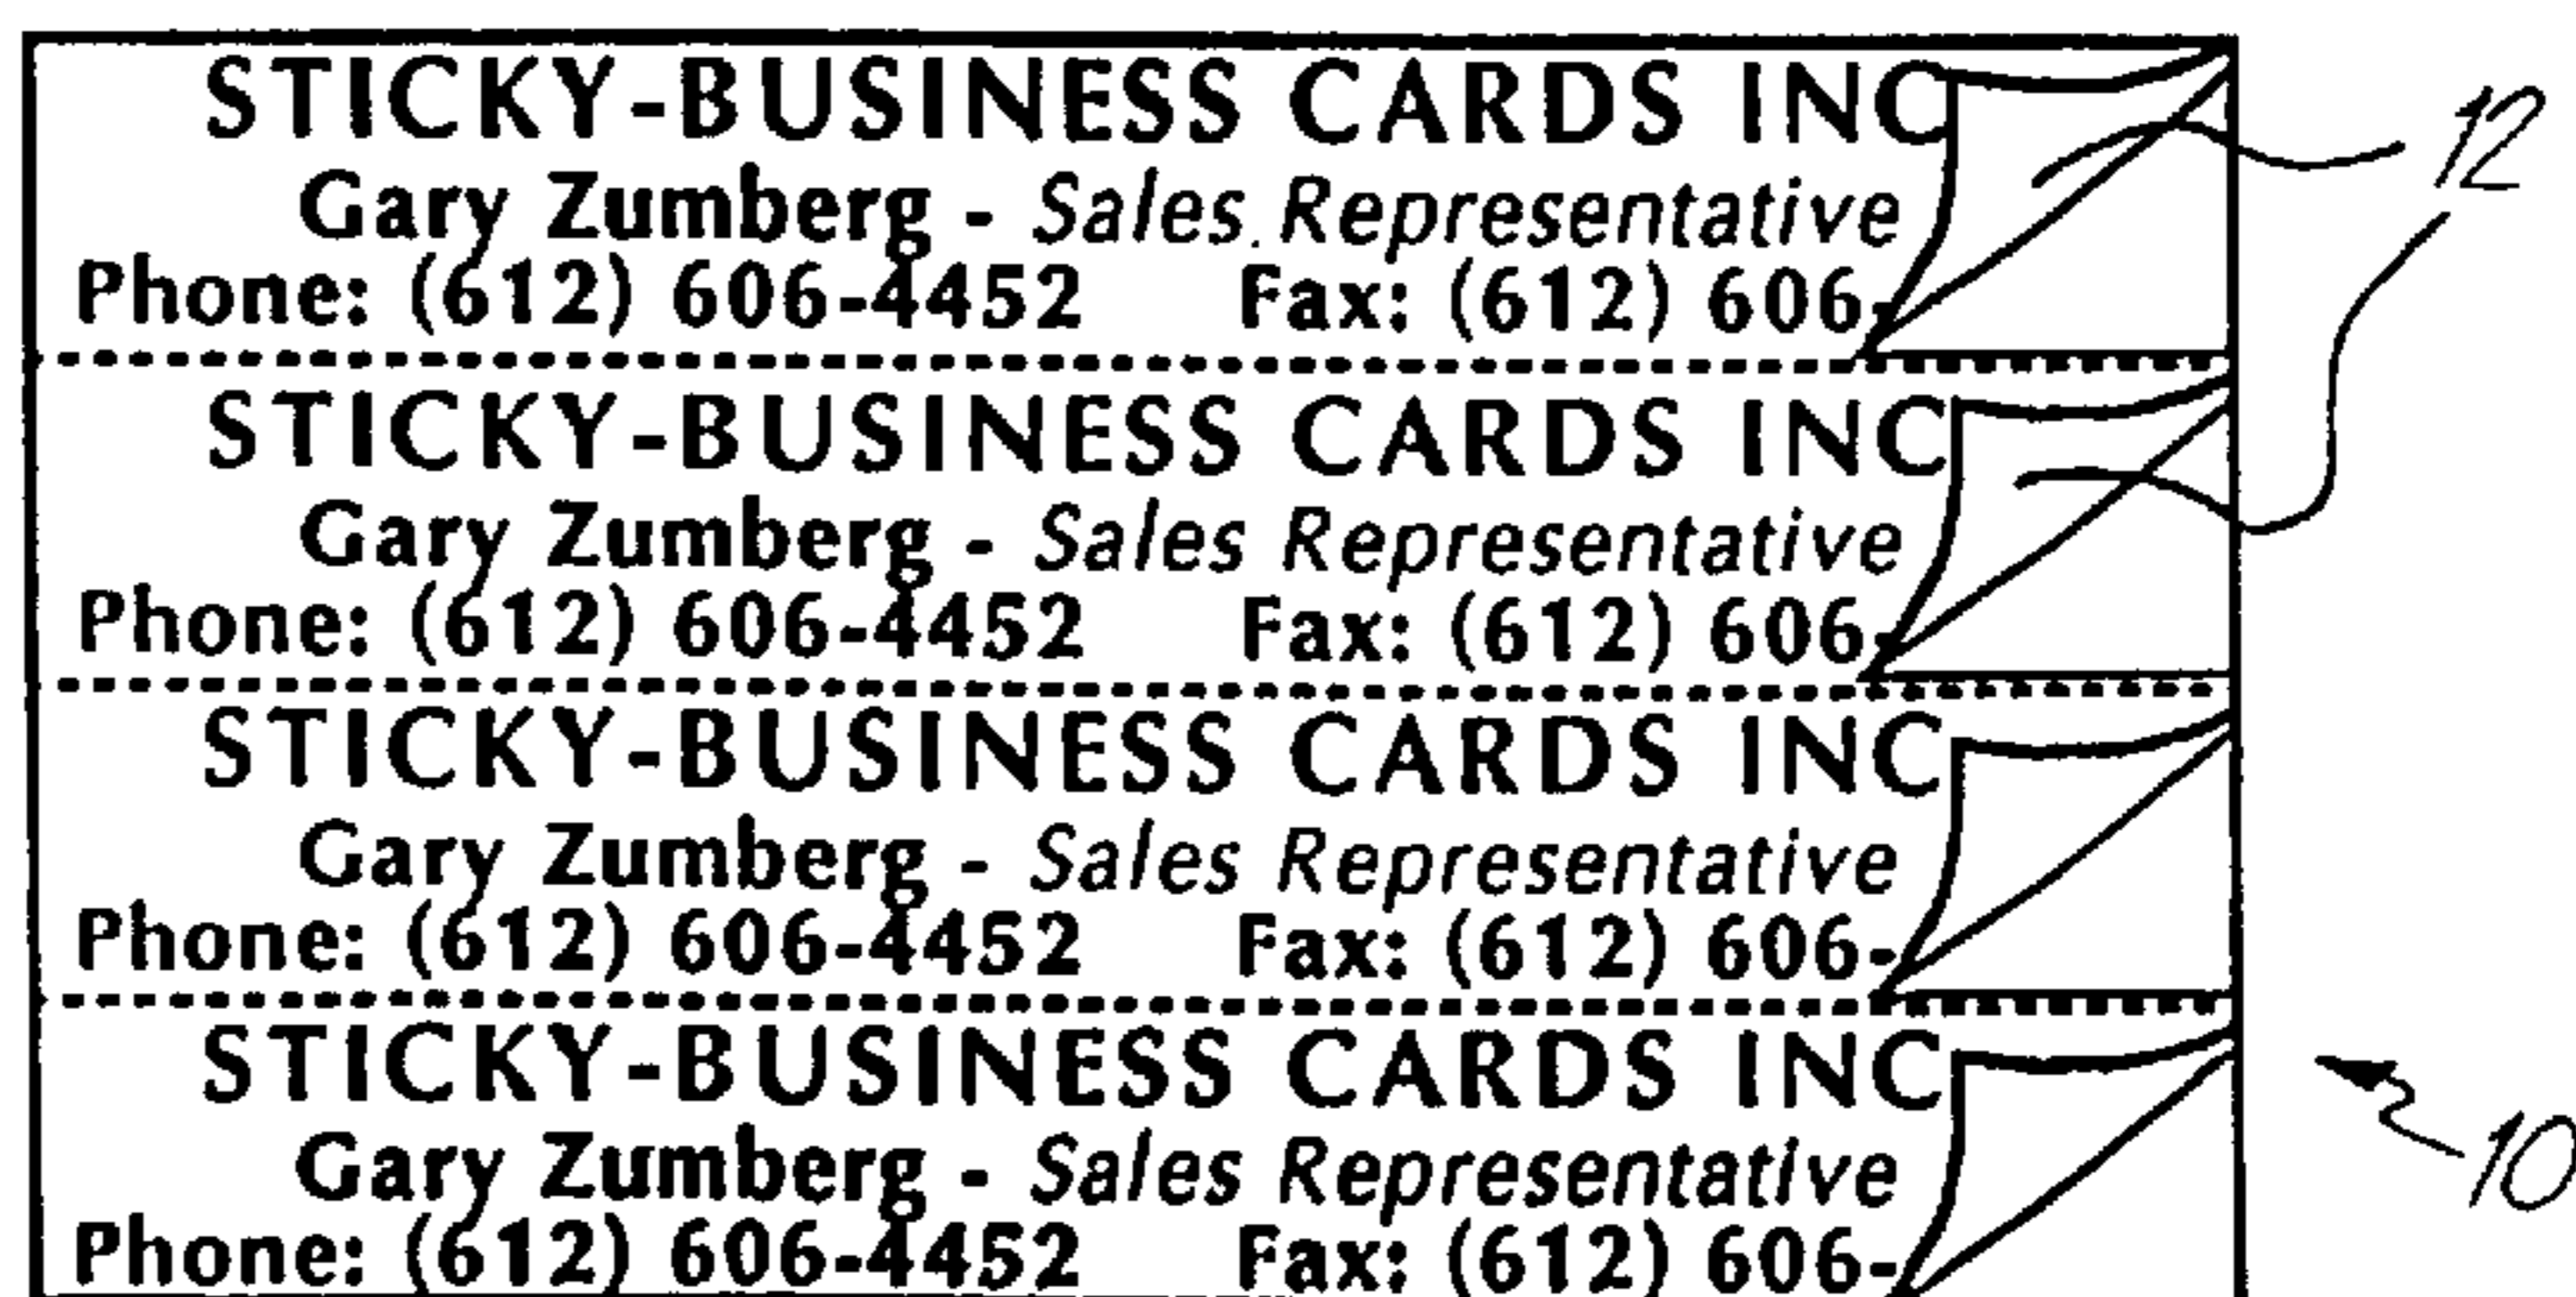 STICKY-BUSINESS CARDS INC
12
Gary Zumberg - Sales Representative
Phone: (612) 606-4452 Fax: (612) 606-
STICKY-BUSINESS CARDS INC
Gary Zumberg - Sales Representative
Phone: (612) 606-4452 Fax: (612) 606-
STICKY-BUSINESS CARDS INC
Gary Zumberg - Sales Representative
Phone: (612) 606-4452 Fax: (612) 606-
STICKY-BUSINESS CARDS INC
Gary Zumberg - Sales Representative
10
Phone: (612) 606-4452 Fax: (612) 606-